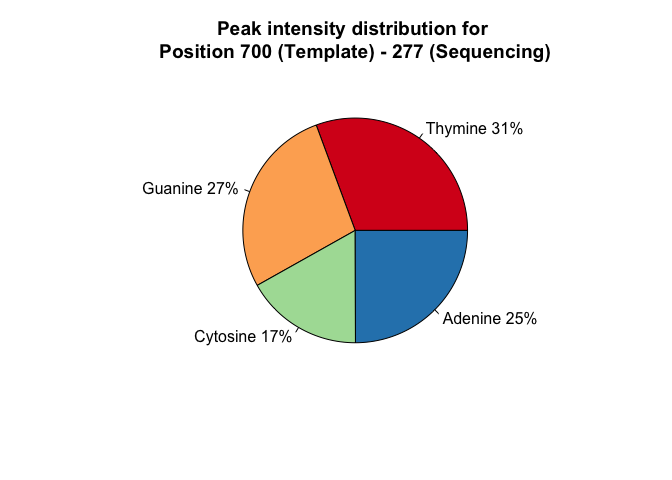 Peak intensity distribution for
Position 700 (Template) - 277 (Sequencing)
Thymine 31%
Guanine 27%
Cytosine 17%
Adenine 25%